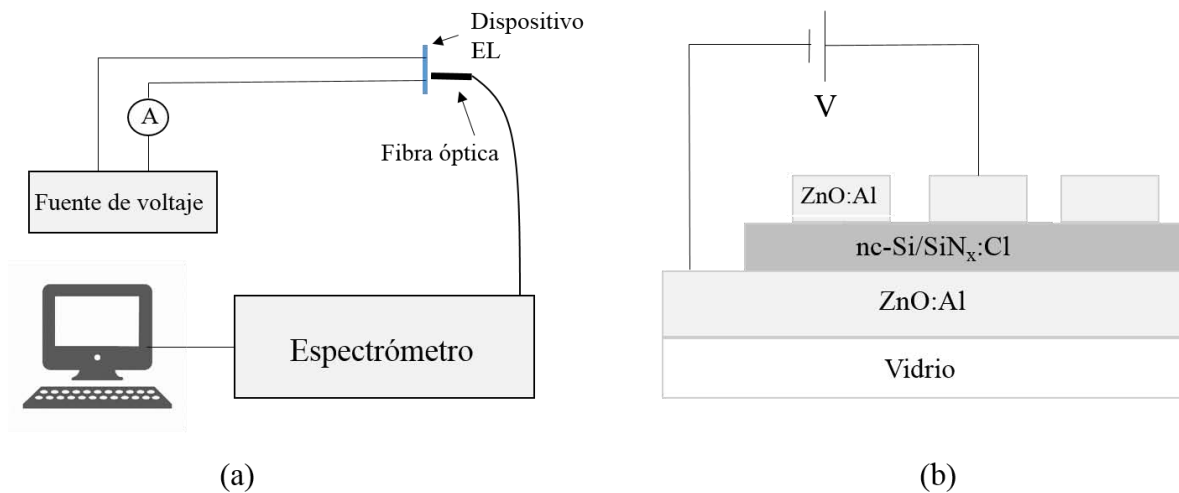 Dispositivo
EL
A
Fibra óptica
Fuente de voltaje
Espectrómetro
(a)
V
ZnO:Al
nc-Si/SiNₓ:Cl
ZnO:Al
Vidrio
(b)